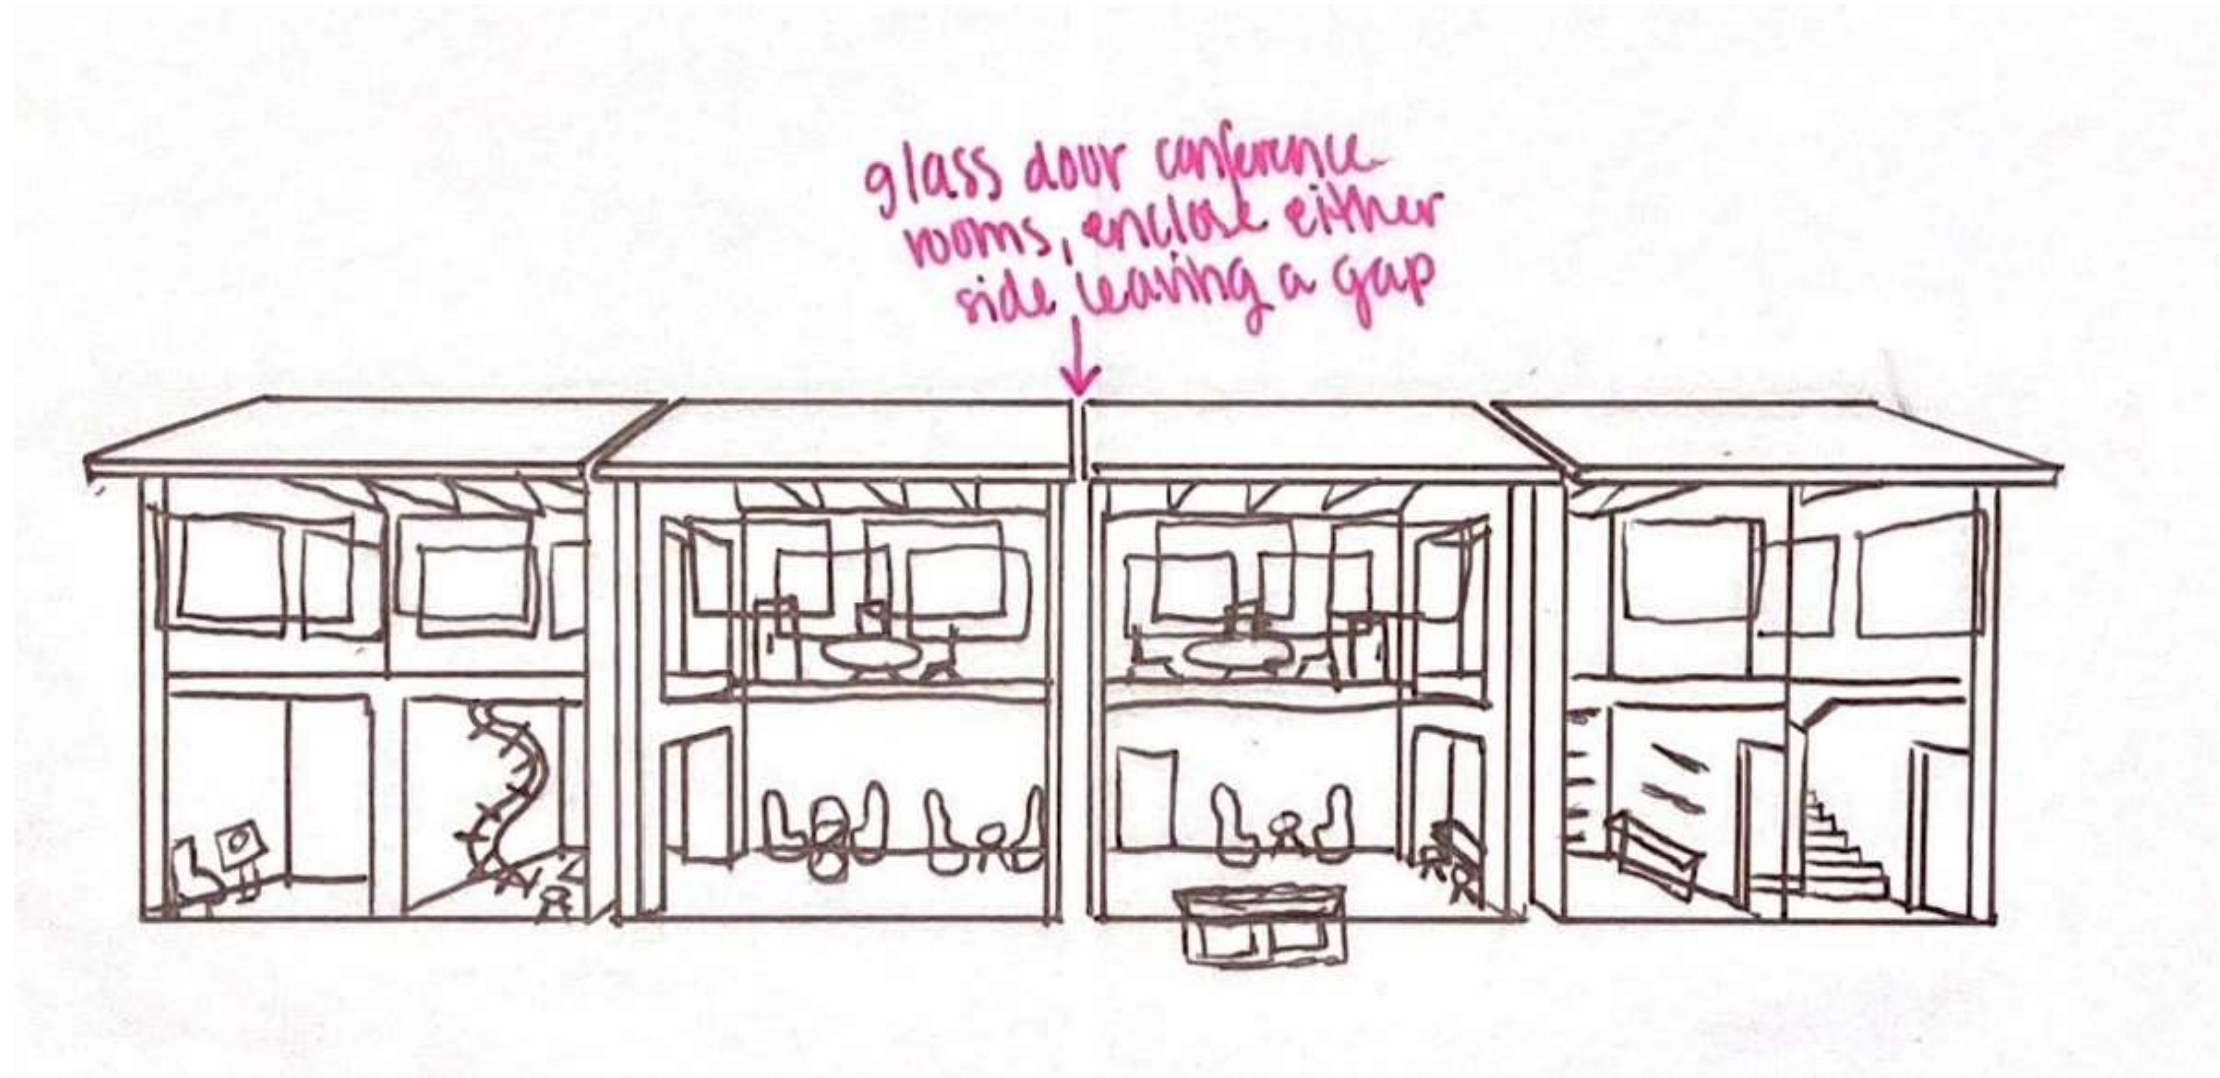 glass door conference
rooms, enclose either
side, leaving a gap